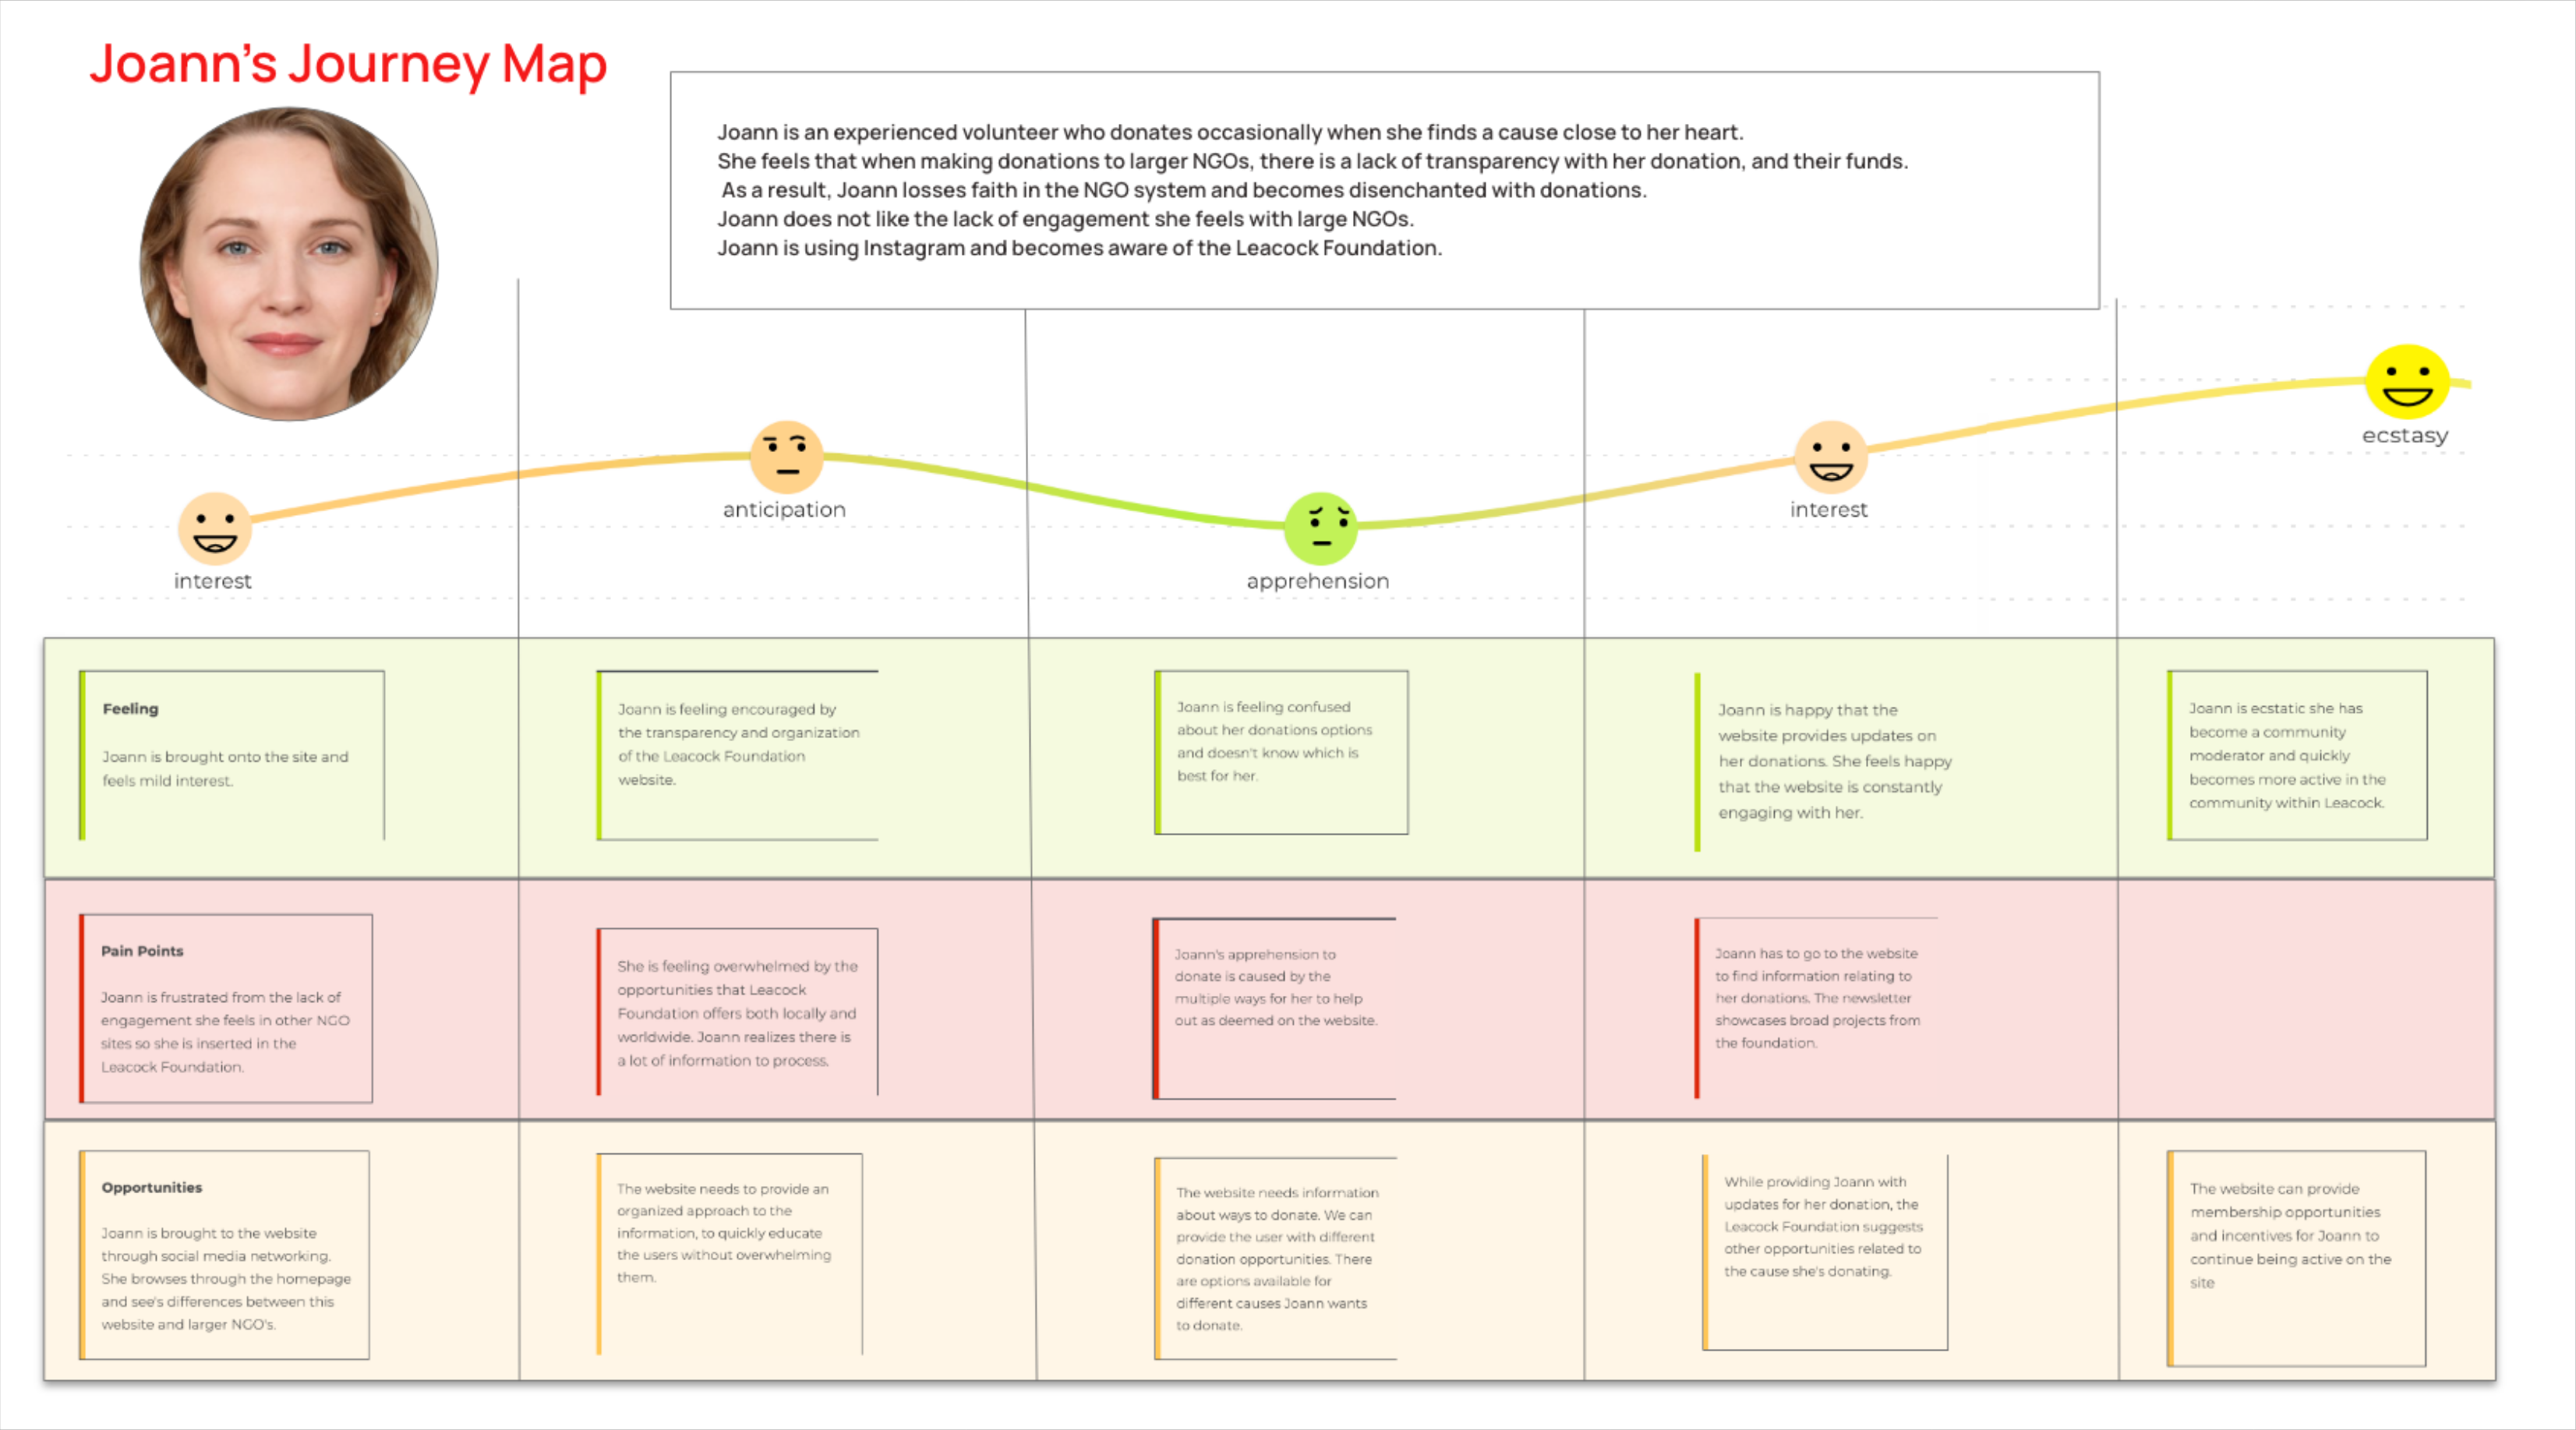 Joann's Journey Map
Joann is an experienced volunteer who donates occasionally when she finds a cause close to her heart.
She feels that when making donations to larger NGOs, there is a lack of transparency with her donation, and their funds.
As a result, Joann losses faith in the NGO system and becomes disenchanted with donations.
Joann does not like the lack of engagement she feels with large NGOs.
Joann is using Instagram and becomes aware of the Leacock Foundation.
interest
anticipation
apprehension
interest
ecstasy
Feeling
Joann is brought onto the site and
feels mild interest.
Joann is feeling encouraged by
the transparency and organization
of the Leacock Foundation
website.
Joann is feeling confused
about her donations options
and doesn't know which is
best for her.
Joann is happy that the
website provides updates on
her donations. She feels happy
that the website is constantly
engaging with her.
Joann is ecstatic she has
become a community
moderator and quickly
becomes more active in the
community within Leacock.
Pain Points
Joann is frustrated from the lack of
engagement she feels in other NGO
sites so she is inserted in the
Leacock Foundation.
She is feeling overwhelmed by the
opportunities that Leacock
Foundation offers both locally and
worldwide. Joann realizes there is
a lot of information to process.
Joann's apprehension to
donate is caused by the
multiple ways for her to help
out as deemed on the website.
Joann has to go to the website
to find information relating to
her donations. The newsletter
showcases broad projects from
the foundation.
Opportunities
Joann is brought to the website
through social media networking.
She browses through the homepage
and see's differences between this
website and larger NGO's.
The website needs to provide an
organized approach to the
information, to quickly educate
the users without overwhelming
them.
The website needs information
about ways to donate. We can
provide the user with different
donation opportunities. There
are options available for
different causes Joann wants
to donate.
While providing Joann with
updates for her donation, the
Leacock Foundation suggests
other opportunities related to
the cause she's donating.
The website can provide
membership opportunities
and incentives for Joann to
continue being active on the
site